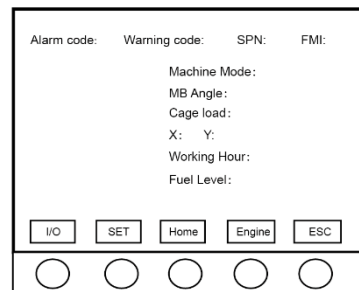 Alarm code: Warning code: SPN: FMI:
Machine Mode:
MB Angle:
Cage load:
X: Y:
Working Hour:
Fuel Level:
I/O SET Home Engine ESC